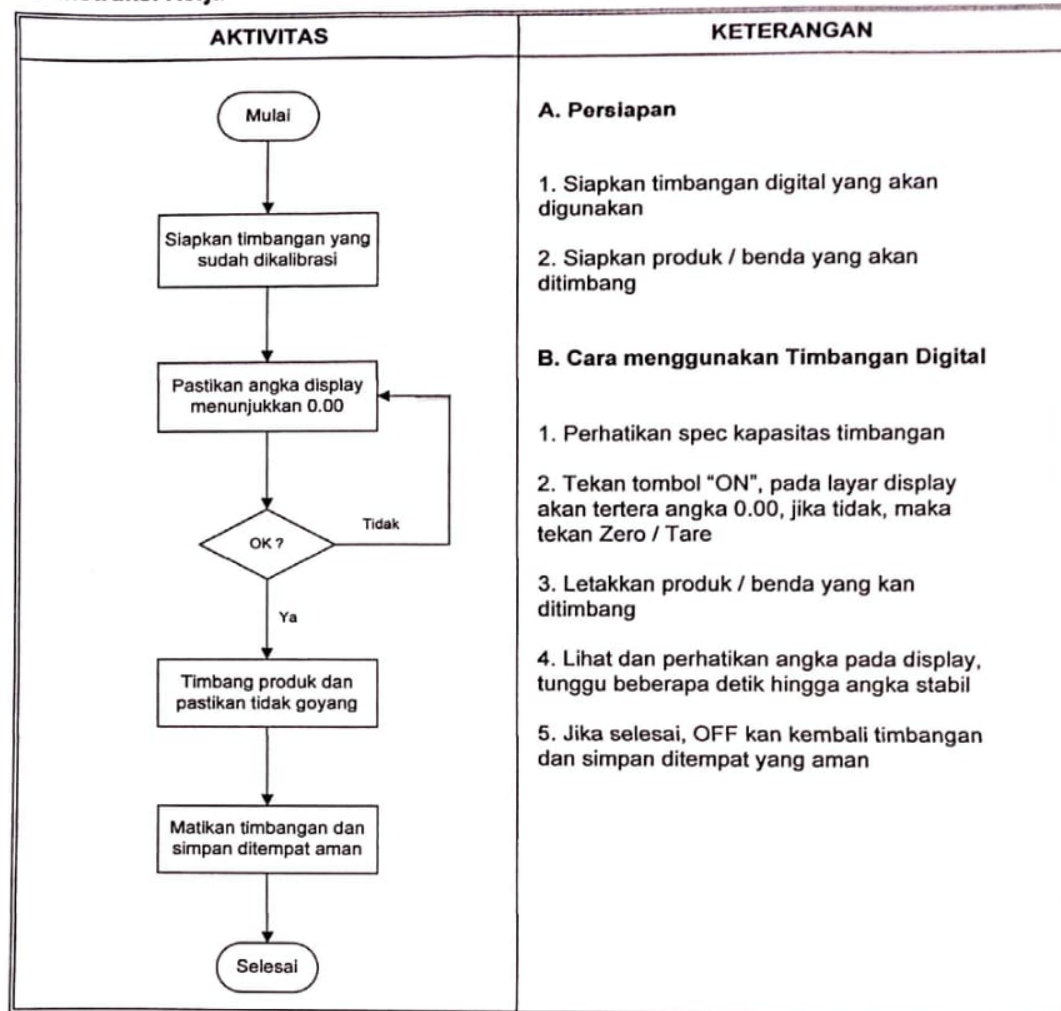 AKTIVITAS
KETERANGAN
Mulai
Siapkan timbangan yang
sudah dikalibrasi
Pastikan angka display
menunjukkan 0.00
OK ?
Tidak
Ya
Timbang produk dan
pastikan tidak goyang
Matikan timbangan dan
simpan ditempat aman
Selesai
A. Persiapan
1. Siapkan timbangan digital yang akan
digunakan
2. Siapkan produk / benda yang akan
ditimbang
B. Cara menggunakan Timbangan Digital
1. Perhatikan spec kapasitas timbangan
2. Tekan tombol "ON", pada layar display
akan tertera angka 0.00, jika tidak, maka
tekan Zero / Tare
3. Letakkan produk / benda yang kan
ditimbang
4. Lihat dan perhatikan angka pada display,
tunggu beberapa detik hingga angka stabil
5. Jika selesai, OFF kan kembali timbangan
dan simpan ditempat yang aman